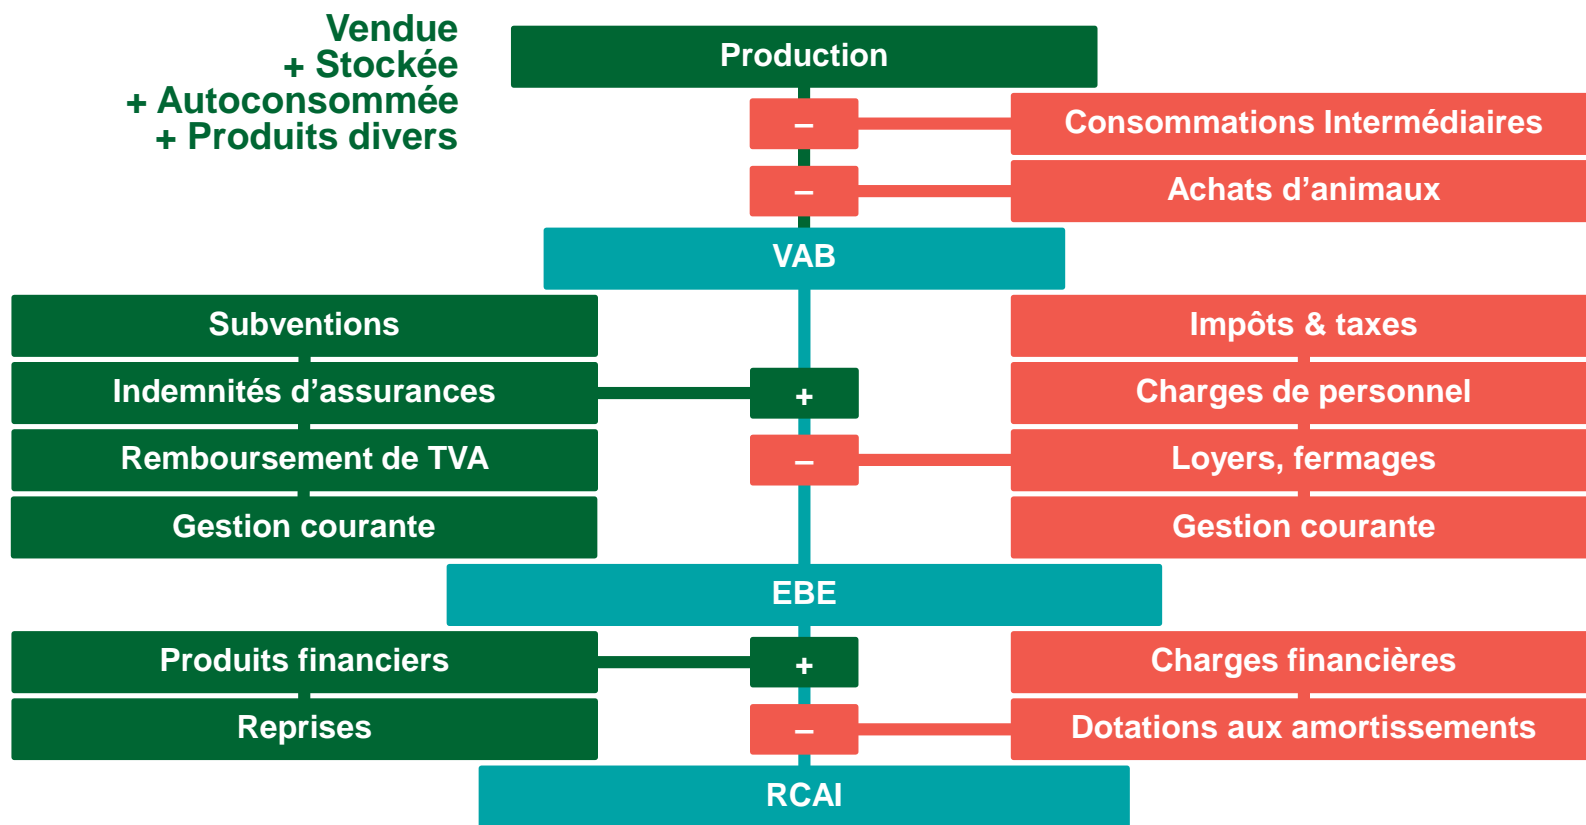 Vendue
+ Stockée
+ Autoconsommée
+ Produits divers
Production
–
Consommations Intermédiaires
–
Achats d’animaux
VAB
Subventions
Impôts & taxes
Indemnités d’assurances
+
Charges de personnel
Remboursement de TVA
–
Loyers, fermages
Gestion courante
Gestion courante
EBE
Produits financiers
+
Charges financières
Reprises
–
Dotations aux amortissements
RCAI